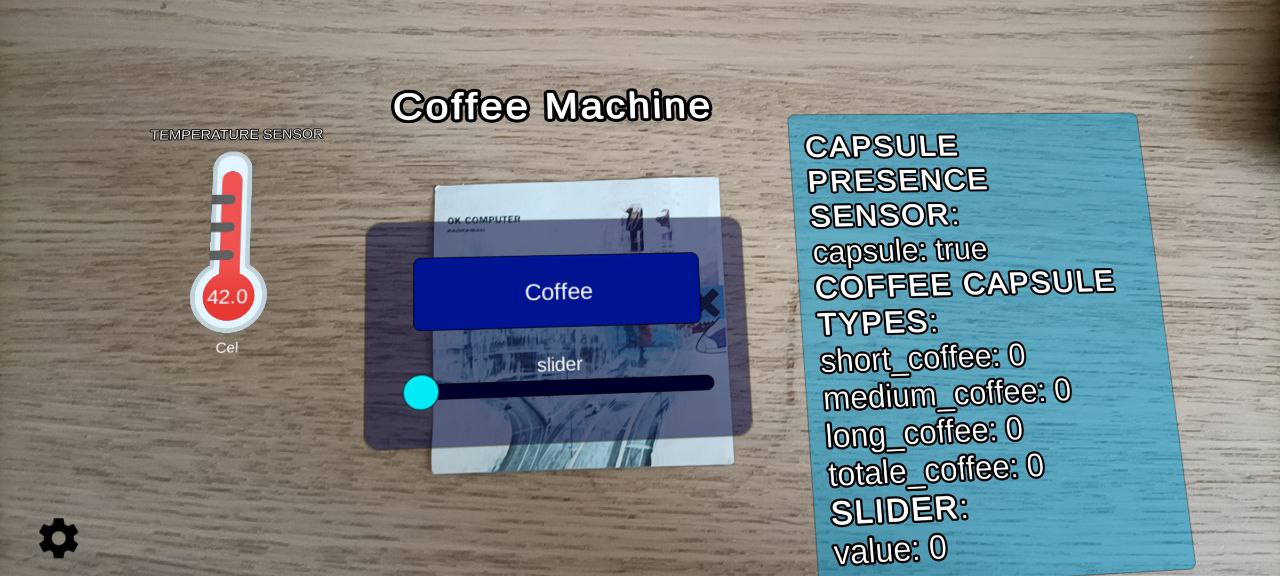 Coffee Machine
TEMPERATURE SENSOR
42.0
Cel
OK COMPUTER
RADIOHEAD
Coffee
slider
CAPSULE
PRESENCE
SENSOR:
capsule: true
COFFEE CAPSULE
TYPES:
short_coffee: 0
medium_coffee: 0
long_coffee: 0
totale_coffee: 0
SLIDER:
value: 0